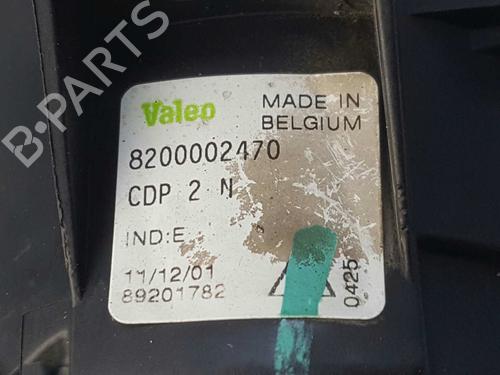 Valeo
MADE IN
BELGIUM
8200002470
CDP 2 N
IND:E
11/12/01
89201782
0425
B-PARTS